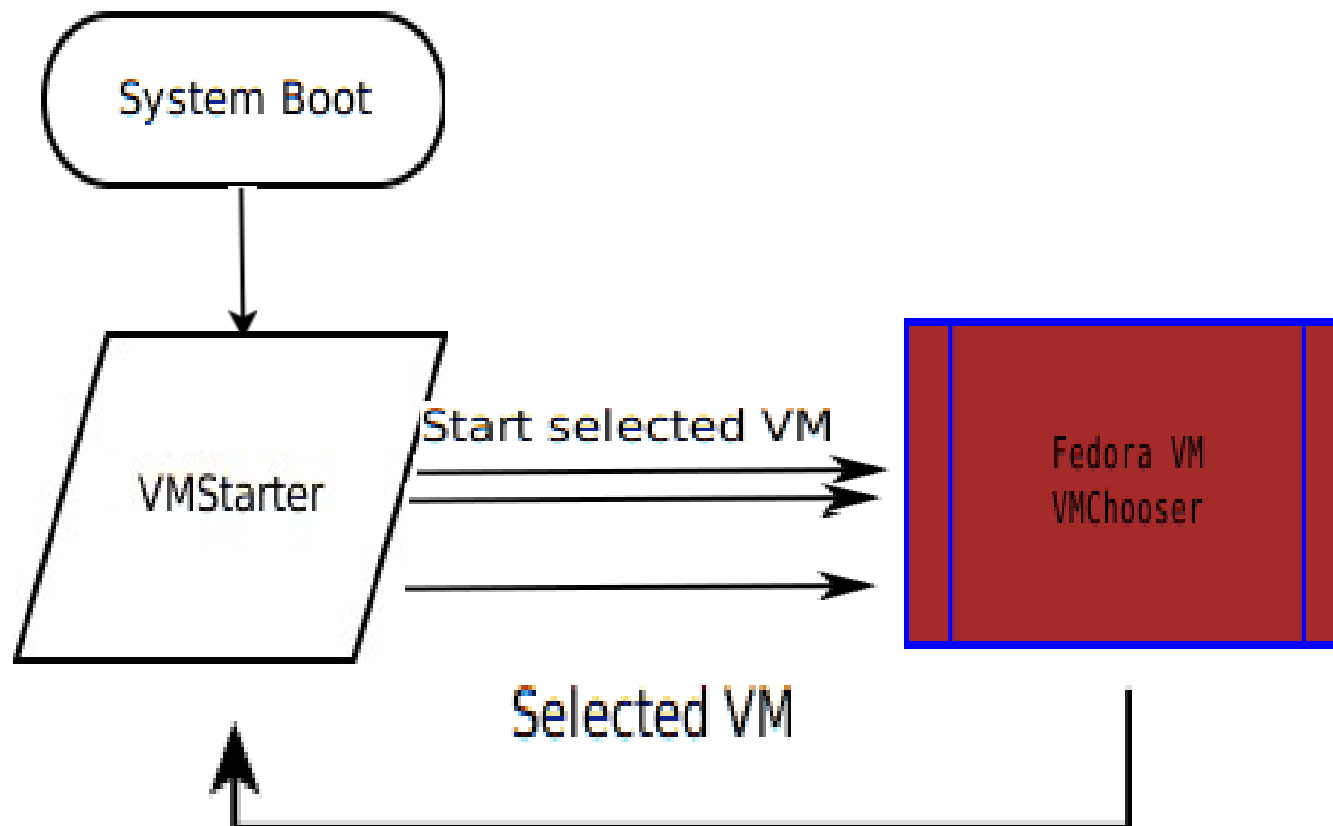 System Boot
Start selected VM
VMStarter
Fedora VM
VMChooser
Selected VM